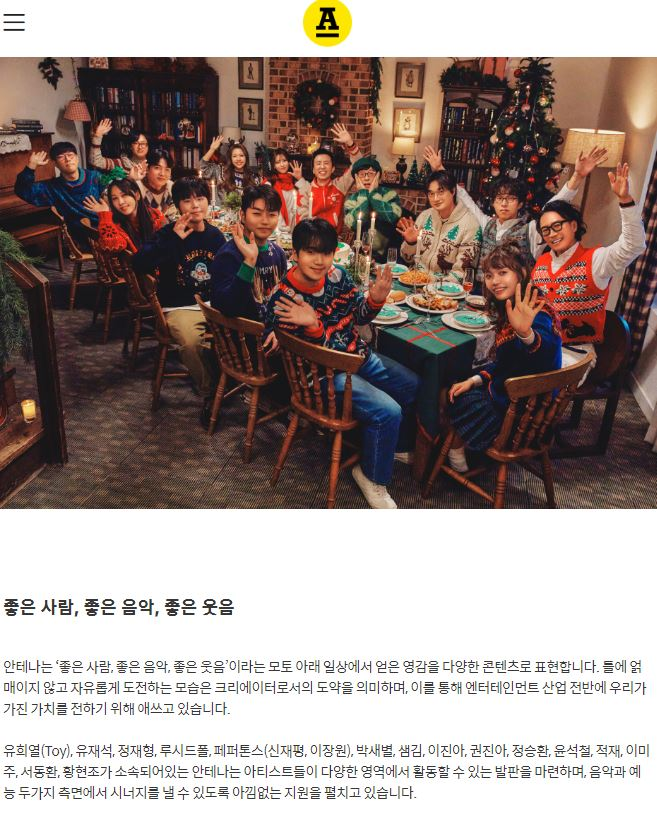 A
좋은 사람, 좋은 음악, 좋은 웃음
안테나는 ‘좋은 사람, 좋은 음악, 좋은 웃음’이라는 모토 아래 일상에서 얻은 영감을 다양한 콘텐츠로 표현합니다. 틀에 얽
매이지 않고 자유롭게 도전하는 모습은 크리에이터로서의 도약을 의미하며, 이를 통해 엔터테인먼트 산업 전반에 우리가
가진 가치를 전하기 위해 애쓰고 있습니다.
유희열(Toy), 유재석, 정재형, 루시드폴, 페퍼톤스(신재평, 이장원), 박새별, 샘김, 이진아, 권진아, 정승환, 윤석철, 적재, 이미
주, 서동환, 황현조가 소속되어있는 안테나는 아티스트들이 다양한 영역에서 활동할 수 있는 발판을 마련하며, 음악과 예
능 두가지 측면에서 시너지를 낼 수 있도록 아낌없는 지원을 펼치고 있습니다.